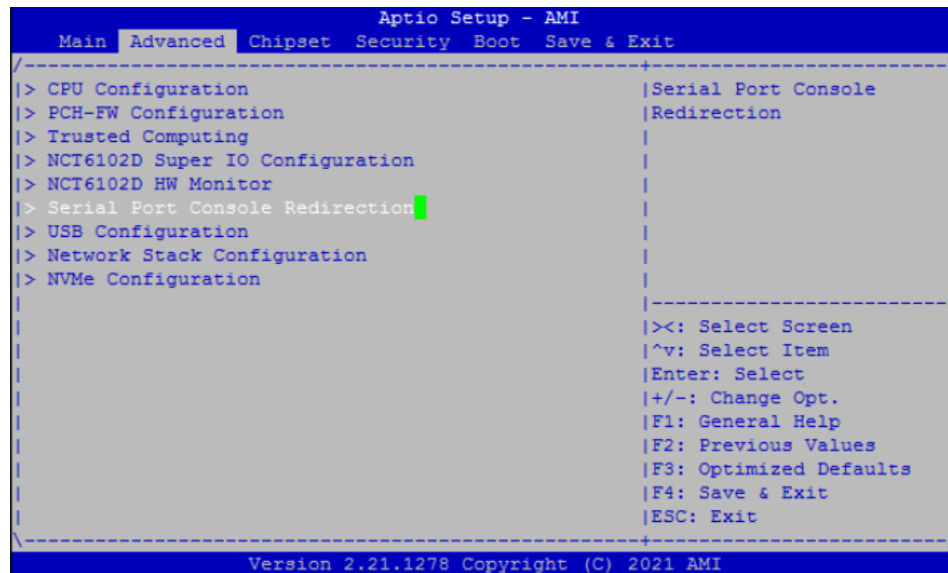 Aptio Setup - AMI
Main Advanced Chipset Security Boot Save & Exit
/----------------------------------------------------+-------------------------
|> CPU Configuration |Serial Port Console
|> PCH-FW Configuration |Redirection
|> Trusted Computing |
|> NCT6102D Super IO Configuration |
|> NCT6102D HW Monitor |
|> Serial Port Console Redirection |
|> USB Configuration |
|> Network Stack Configuration |
|> NVMe Configuration |
| |-------------------------
| |><: Select Screen
| |^v: Select Item
| |Enter: Select
| |+/-: Change Opt.
| |F1: General Help
| |F2: Previous Values
| |F3: Optimized Defaults
| |F4: Save & Exit
| |ESC: Exit
\----------------------------------------------------+-------------------------
Version 2.21.1278 Copyright (C) 2021 AMI